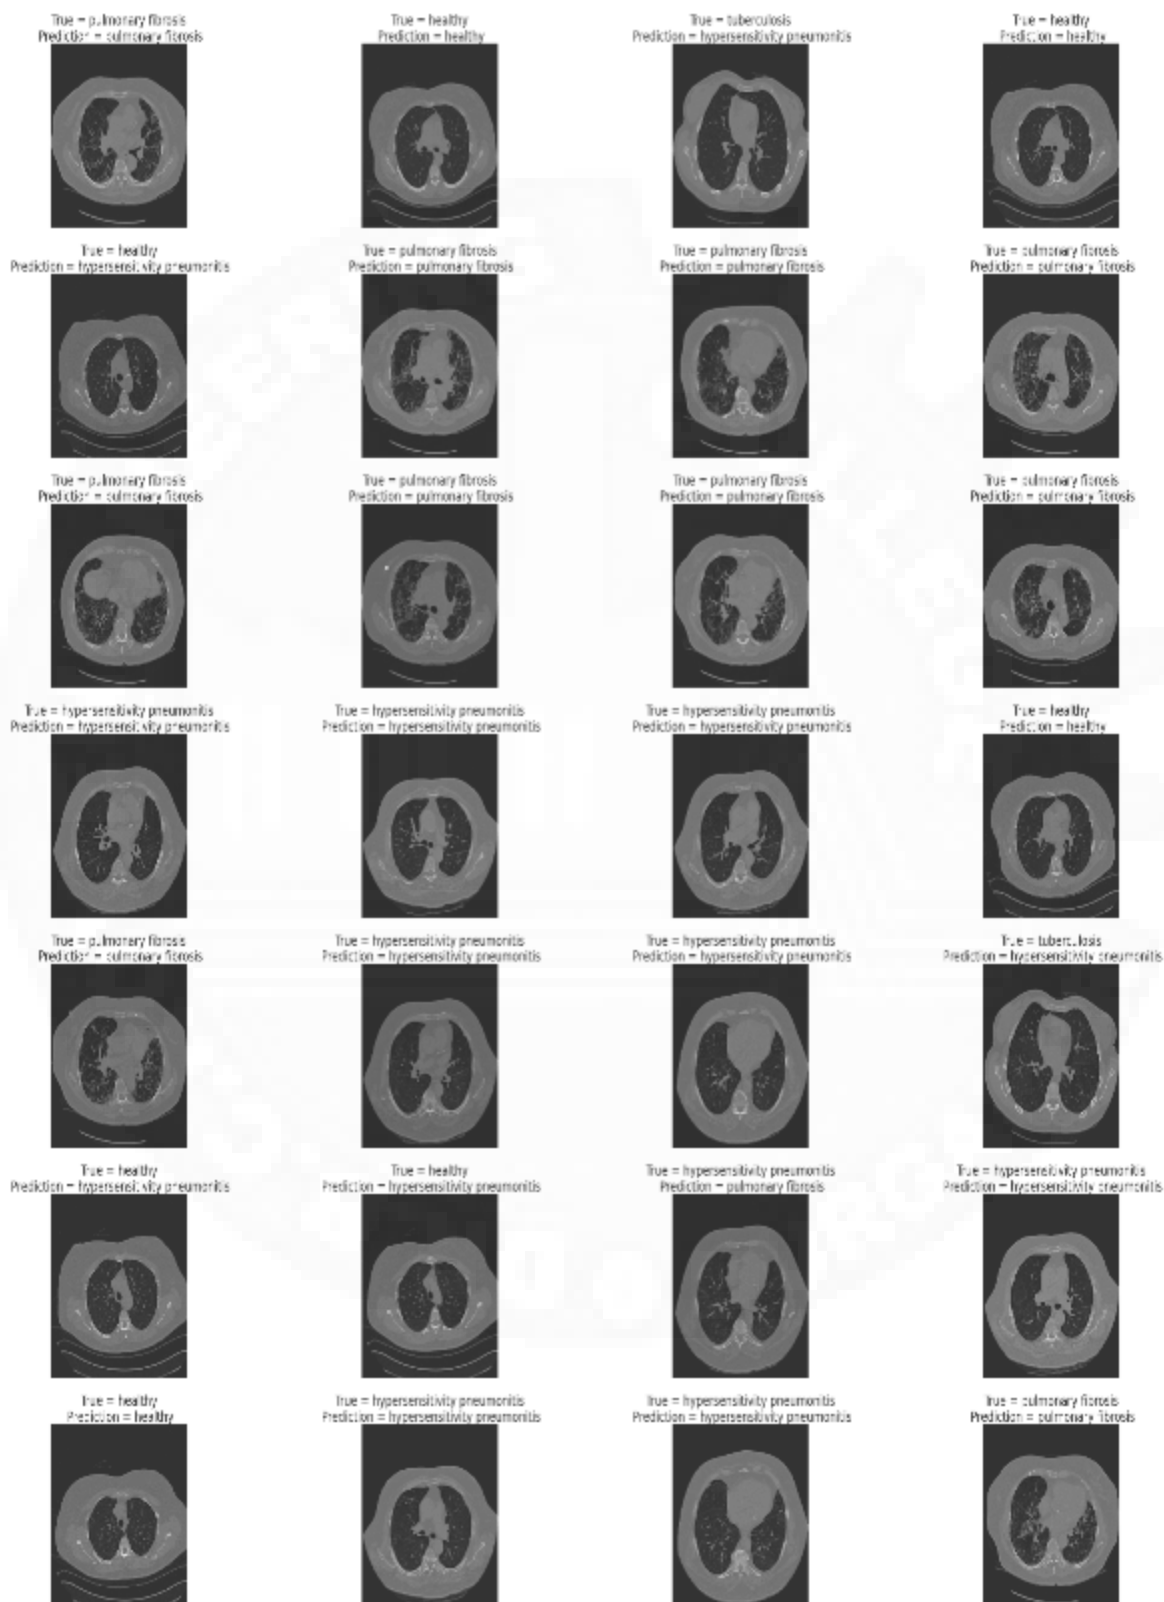 True = pulmonary fibrosis
Prediction = pulmonary fibrosis
True = healthy
Prediction = healthy
True = tuberculosis
Prediction = hypersensitivity pneumonitis
True = healthy
Prediction = healthy
True = healthy
Prediction = hypersensitivity pneumonitis
True = pulmonary fibrosis
Prediction = pulmonary fibrosis
True = pulmonary fibrosis
Prediction = pulmonary fibrosis
True = pulmonary fibrosis
Prediction = pulmonary fibrosis
True = pulmonary fibrosis
Prediction = pulmonary fibrosis
True = pulmonary fibrosis
Prediction = pulmonary fibrosis
True = pulmonary fibrosis
Prediction = pulmonary fibrosis
True = pulmonary fibrosis
Prediction = pulmonary fibrosis
True = hypersensitivity pneumonitis
Prediction = hypersensitivity pneumonitis
True = hypersensitivity pneumonitis
Prediction = hypersensitivity pneumonitis
True = hypersensitivity pneumonitis
Prediction = hypersensitivity pneumonitis
True = healthy
Prediction = healthy
True = pulmonary fibrosis
Prediction = pulmonary fibrosis
True = hypersensitivity pneumonitis
Prediction = hypersensitivity pneumonitis
True = hypersensitivity pneumonitis
Prediction = hypersensitivity pneumonitis
True = tuberculosis
Prediction = hypersensitivity pneumonitis
True = healthy
Prediction = hypersensitivity pneumonitis
True = healthy
Prediction = hypersensitivity pneumonitis
True = hypersensitivity pneumonitis
Prediction = pulmonary fibrosis
True = hypersensitivity pneumonitis
Prediction = hypersensitivity pneumonitis
True = healthy
Prediction = healthy
True = hypersensitivity pneumonitis
Prediction = hypersensitivity pneumonitis
True = hypersensitivity pneumonitis
Prediction = hypersensitivity pneumonitis
True = pulmonary fibrosis
Prediction = pulmonary fibrosis